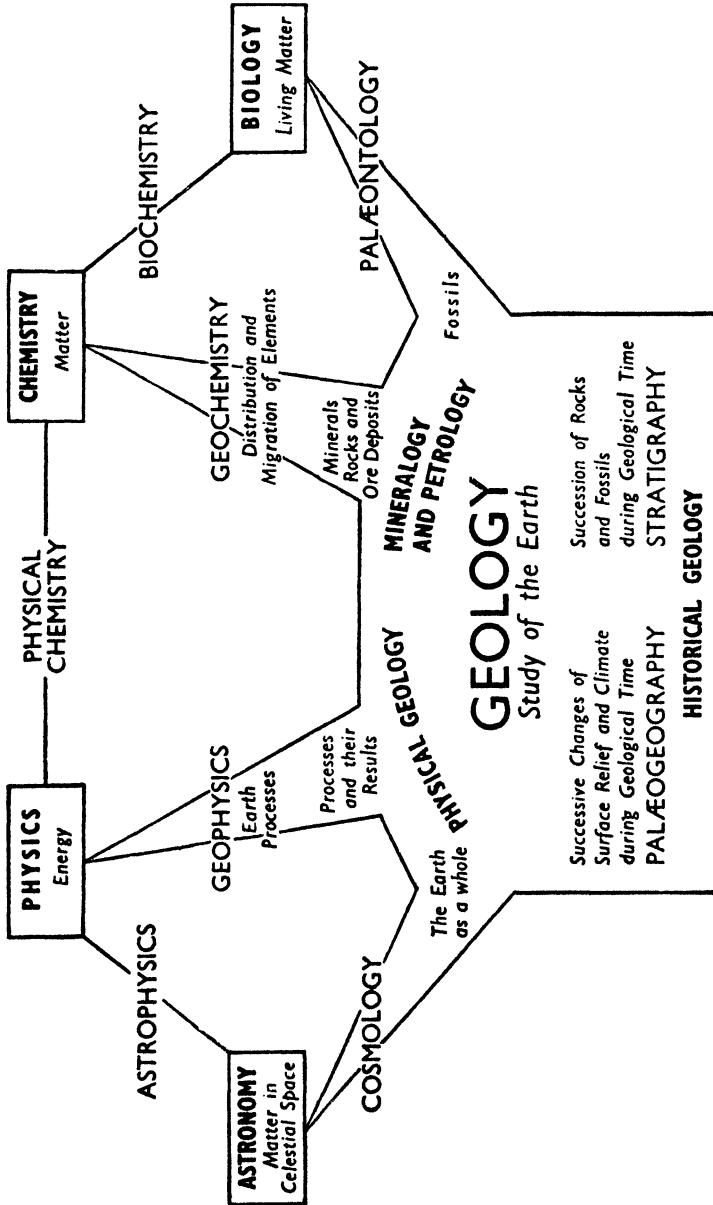 PHYSICS
Energy
PHYSICAL
CHEMISTRY
CHEMISTRY
Matter
ASTROPHYSICS
BIOCHEMISTRY
ASTRONOMY
Matter in
Celestial Space
BIOLOGY
Living Matter
GEOPHYSICS
Earth
Processes
GEOCHEMISTRY
Distribution and
Migration of Elements
COSMOLOGY
PALÆONTOLOGY
Processes
and their
Results
Minerals
Rocks and
Ore Deposits
The Earth
as a whole
Fossils
PHYSICAL GEOLOGY
MINERALOGY
AND PETROLOGY
GEOLOGY
Study of the Earth
Successive Changes of
Surface Relief and Climate
during Geological Time
PALÆOGEOGRAPHY
Succession of Rocks
and Fossils
during Geological Time
STRATIGRAPHY
HISTORICAL GEOLOGY